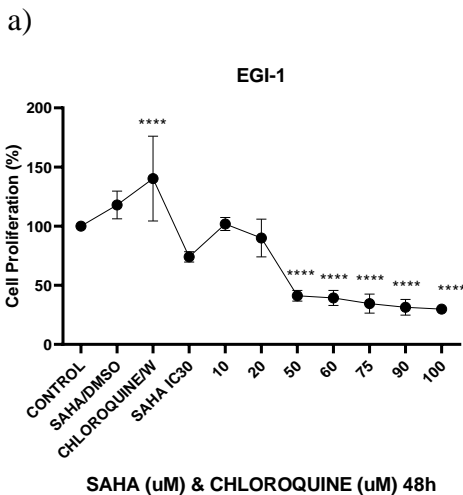 a)
EGI-1
Cell Proliferation (%)
200
150
100
50
0
****
**** **** **** **** ****
CONTROL
SAHA/DMSO
CHLOROQUINE/W
SAHA IC30
10
20
50
60
75
90
100
SAHA (uM) & CHLOROQUINE (uM) 48h